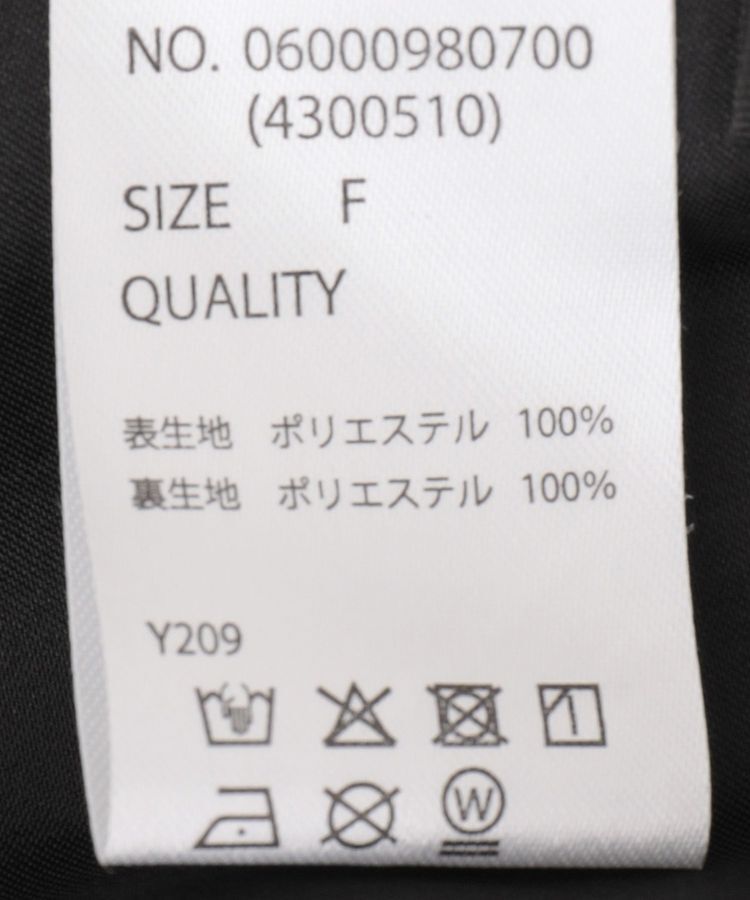 NO. 06000980700
(4300510)
SIZE F
QUALITY
表生地 ポリエステル 100%
裏生地 ポリエステル 100%
Y209
W